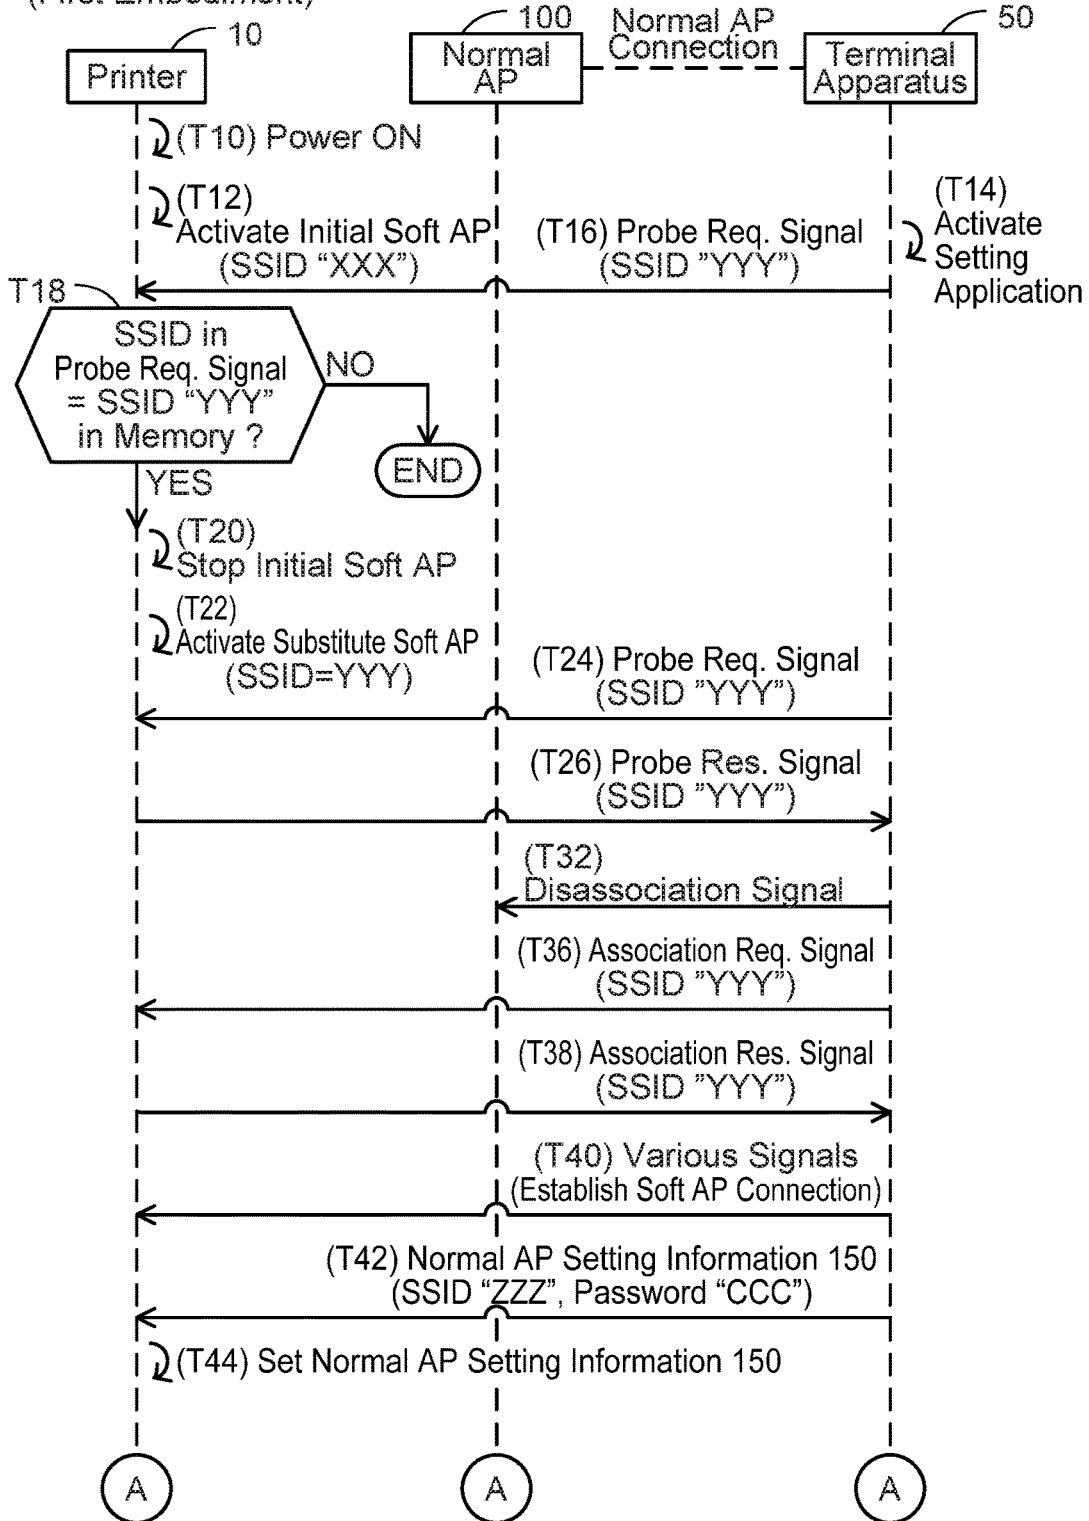 (First Embodiment)
10
100
50
Printer
Normal
AP
Normal AP
Connection
Terminal
Apparatus
(T10) Power ON
(T12)
Activate Initial Soft AP
(SSID “XXX”)
(T14)
Activate
Setting
Application
(T16) Probe Req. Signal
(SSID ”YYY”)
T18
SSID in
Probe Req. Signal
= SSID “YYY”
in Memory ?
NO
END
YES
(T20)
Stop Initial Soft AP
(T22)
Activate Substitute Soft AP
(SSID=YYY)
(T24) Probe Req. Signal
(SSID ”YYY”)
(T26) Probe Res. Signal
(SSID ”YYY”)
(T32)
Disassociation Signal
(T36) Association Req. Signal
(SSID ”YYY”)
(T38) Association Res. Signal
(SSID ”YYY”)
(T40) Various Signals
(Establish Soft AP Connection)
(T42) Normal AP Setting Information 150
(SSID “ZZZ”, Password “CCC”)
(T44) Set Normal AP Setting Information 150
A
A
A